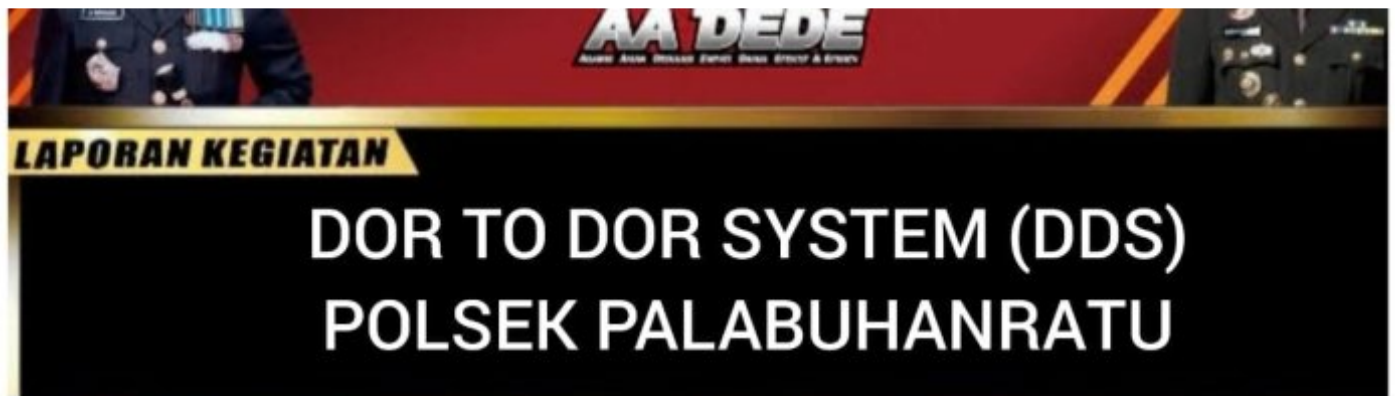 AA DEDE
LAPORAN KEGIATAN
DOR TO DOR SYSTEM (DDS)
POLSEK PALABUHANRATU